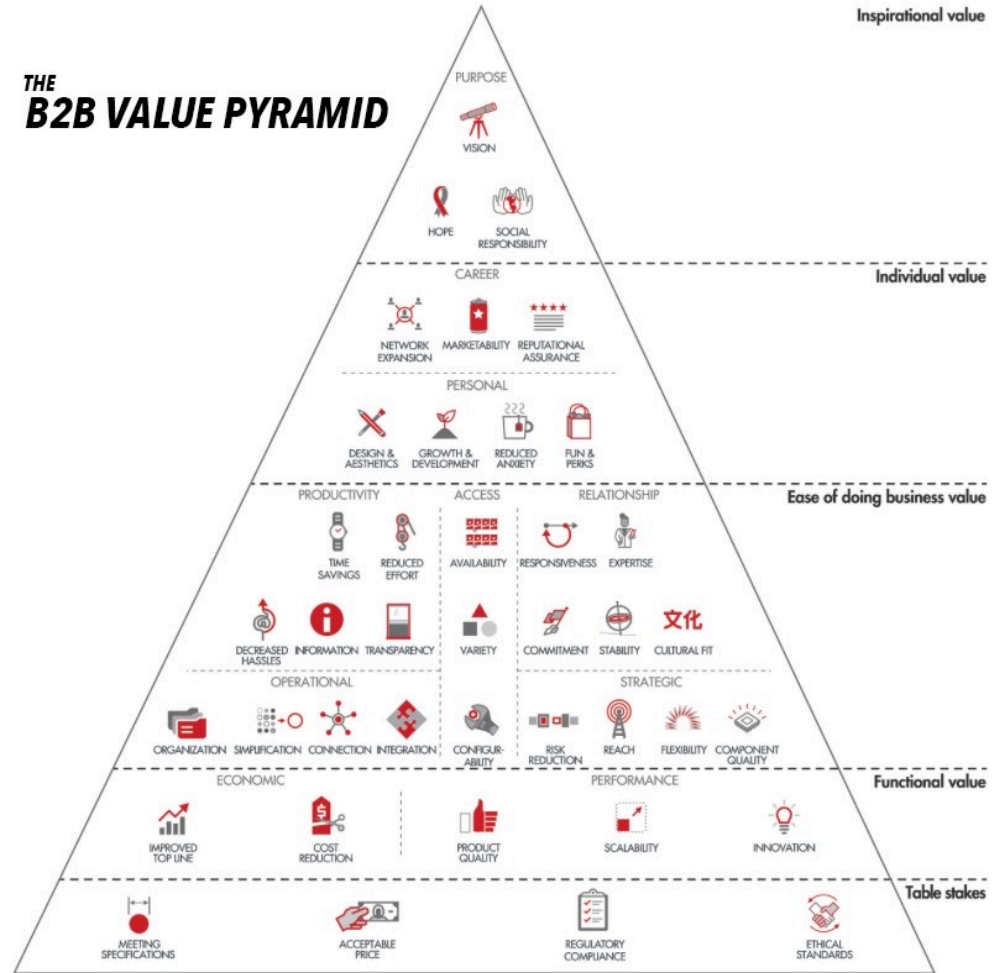 Inspirational value
THE
B2B VALUE PYRAMID
PURPOSE
VISION
HOPE
SOCIAL
RESPONSIBILITY
Individual value
CAREER
NETWORK
EXPANSION
MARKETABILITY
REPUTATIONAL
ASSURANCE
PERSONAL
DESIGN &
AESTHETICS
GROWTH &
DEVELOPMENT
REDUCED
ANXIETY
FUN &
PERKS
Ease of doing business value
PRODUCTIVITY
ACCESS
RELATIONSHIP
TIME
SAVINGS
REDUCED
EFFORT
AVAILABILITY
RESPONSIVENESS
EXPERTISE
文化
DECREASED
HASSLES
INFORMATION
TRANSPARENCY
VARIETY
COMMITMENT
STABILITY
CULTURAL FIT
OPERATIONAL
STRATEGIC
ORGANIZATION
SIMPLIFICATION
CONNECTION
INTEGRATION
CONFIGUR-
ABILITY
RISK
REDUCTION
REACH
FLEXIBILITY
COMPONENT
QUALITY
Functional value
ECONOMIC
PERFORMANCE
$
IMPROVED
TOP LINE
COST
REDUCTION
PRODUCT
QUALITY
SCALABILITY
INNOVATION
Table stakes
MEETING
SPECIFICATIONS
ACCEPTABLE
PRICE
REGULATORY
COMPLIANCE
ETHICAL
STANDARDS